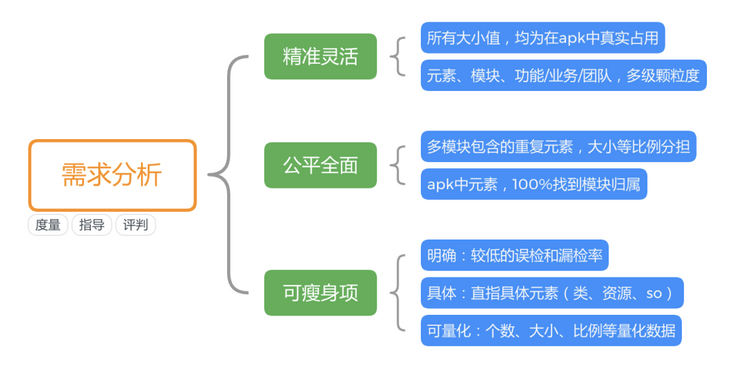 需求分析
度量
指导
评判
精准灵活
所有大小值，均为在apk中真实占用
元素、模块、功能/业务/团队，多级颗粒度
公平全面
多模块包含的重复元素，大小等比例分担
apk中元素，100%找到模块归属
可瘦身项
明确：较低的误检和漏检率
具体：直指具体元素（类、资源、so）
可量化：个数、大小、比例等量化数据